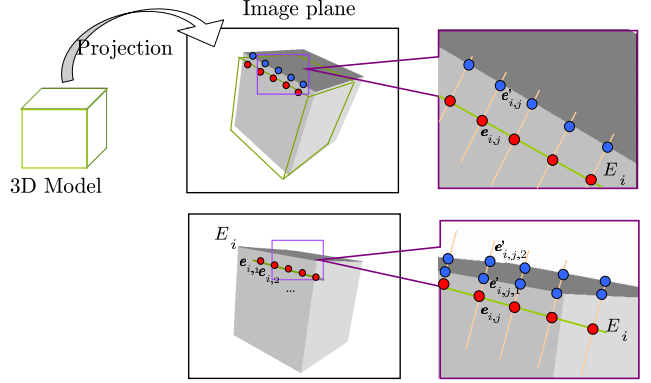 Image plane
Projection
3D Model
e'i,j
ei,j
Ei
Ei
ei,1 ei,2
...
e'i,j,2
e'i,j,1
ei,j
Ei